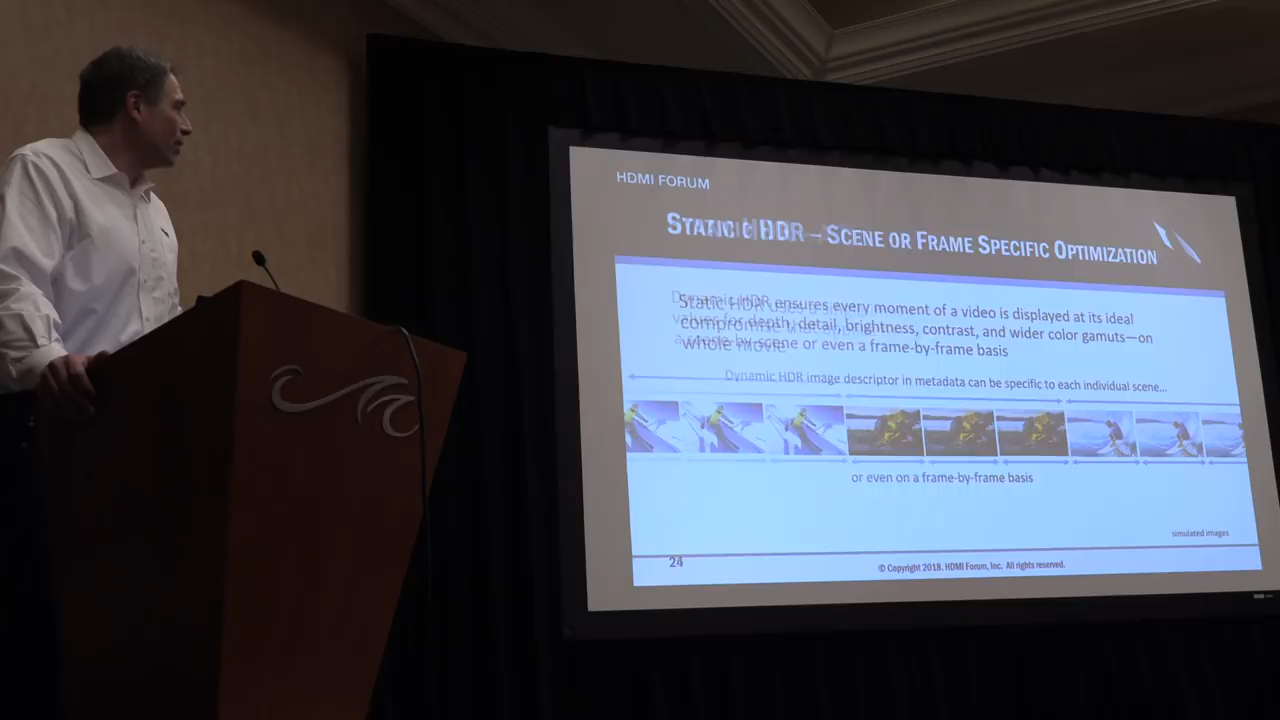 HDMI FORUM
STATIC HDR – SCENE OR FRAME SPECIFIC OPTIMIZATION
Static HDR ensures every moment of a video is displayed at its ideal
values for depth, detail, brightness, contrast, and wider color gamuts—on
whole movie scene or even a frame-by-frame basis
Dynamic HDR image descriptor in metadata can be specific to each individual scene...
or even on a frame-by-frame basis
simulated images
24
© Copyright 2018. HDMI Forum, Inc. All rights reserved.